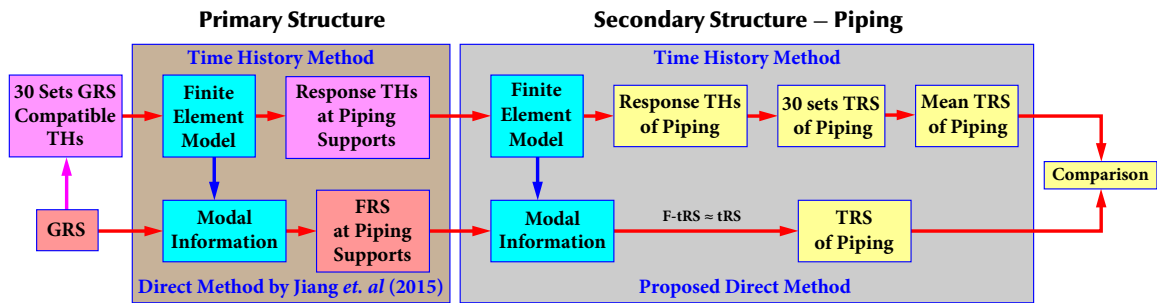 Primary Structure
Secondary Structure – Piping
Time History Method
Time History Method
30 Sets GRS
Compatible
THs
Finite
Element
Model
Response THs
at Piping
Supports
Finite
Element
Model
Response THs
of Piping
30 sets TRS
of Piping
Mean TRS
of Piping
Comparison
GRS
Modal
Information
FRS
at Piping
Supports
Modal
Information
F-tRS ≈ tRS
TRS
of Piping
Direct Method by Jiang et. al (2015)
Proposed Direct Method